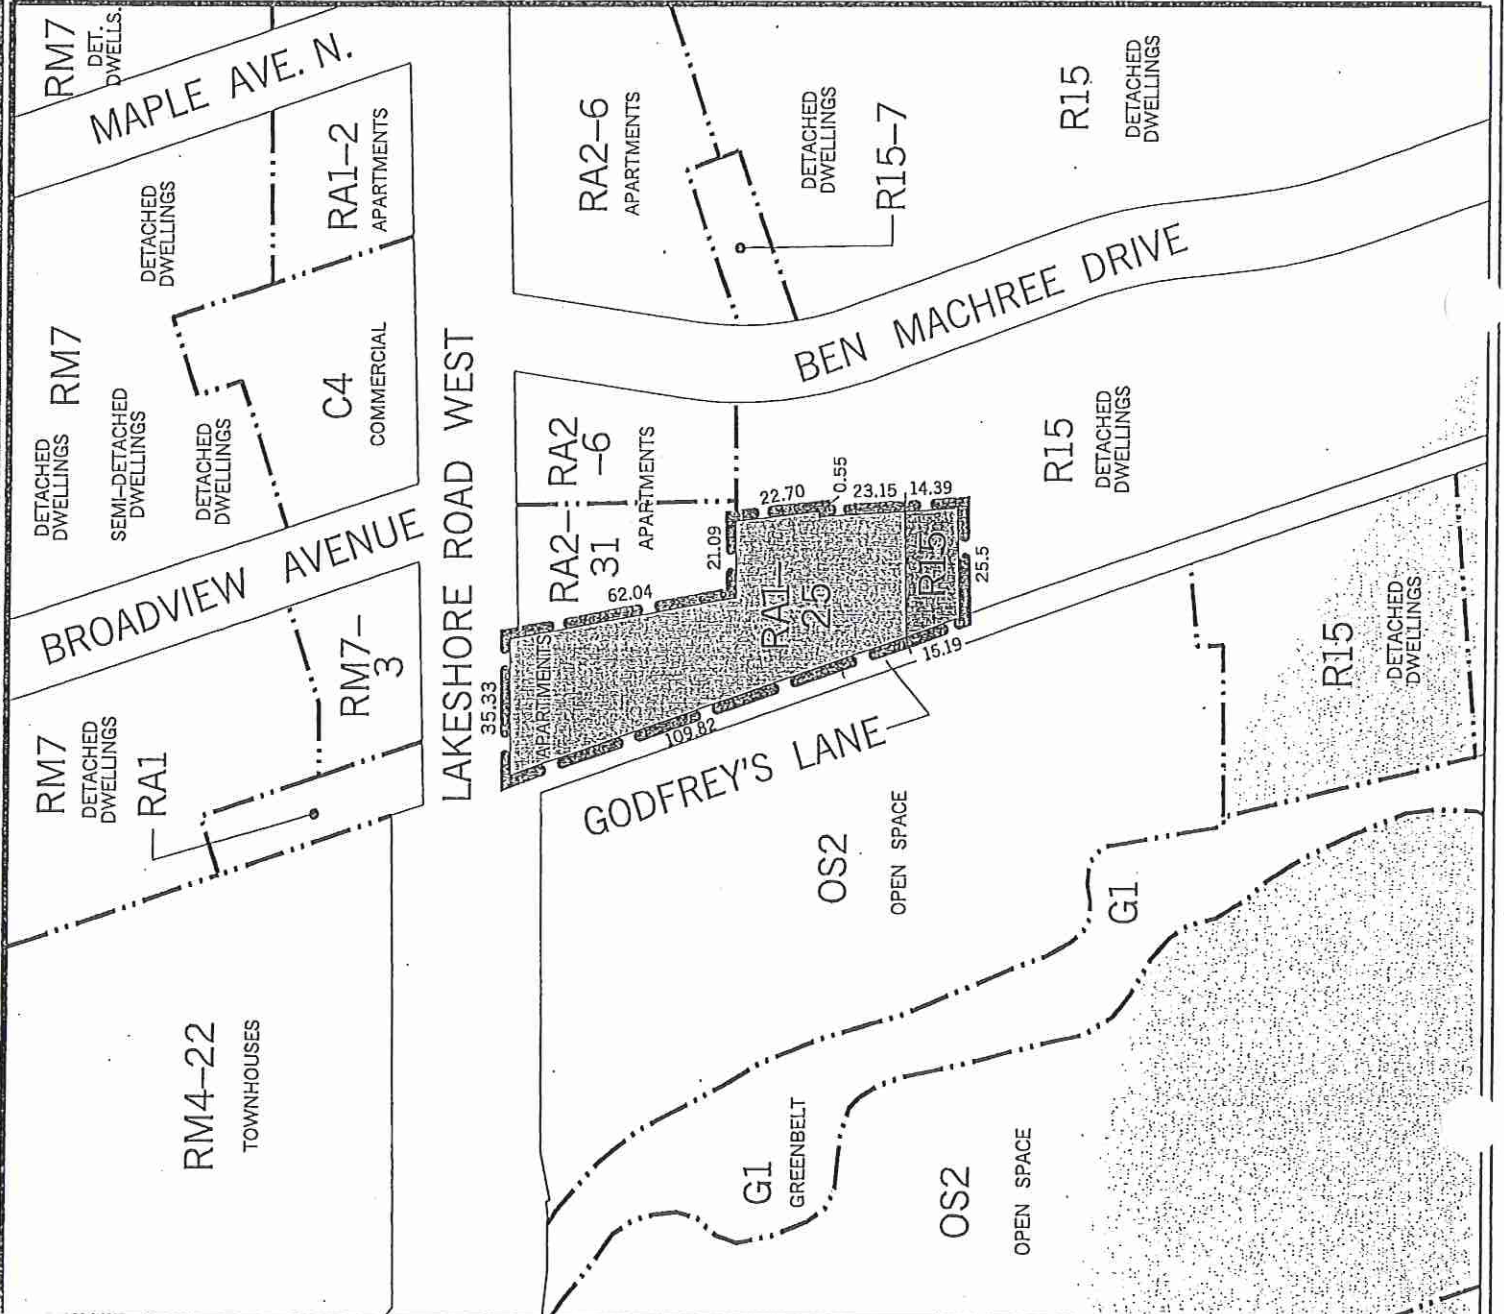 RM7
DET.
DWELLS.
MAPLE AVE. N.
RA1-2
APARTMENTS
DETACHED
DWELLINGS
RM7
DETACHED
DWELLINGS
SEMI-DETACHED
DWELLINGS
DETACHED
DWELLINGS
C4
COMMERCIAL
BROADVIEW AVENUE
RM7-
3
RM7
DETACHED
DWELLINGS
RA1
RM4-22
TOWNHOUSES
LAKESHORE ROAD WEST
RA2-6
APARTMENTS
DETACHED
DWELLINGS
R15-7
R15
DETACHED
DWELLINGS
BEN MACHREE DRIVE
RA2
-6
RA2-
31
APARTMENTS
R15
DETACHED
DWELLINGS
35.33
62.04
21.09
22.70
0.55
23.15
14.39
25.5
15.19
109.82
APARTMENTS
RA1-
25
R15
GODFREY'S LANE
OS2
OPEN SPACE
R15
DETACHED
DWELLINGS
G1
G1
GREENBELT
OS2
OPEN SPACE